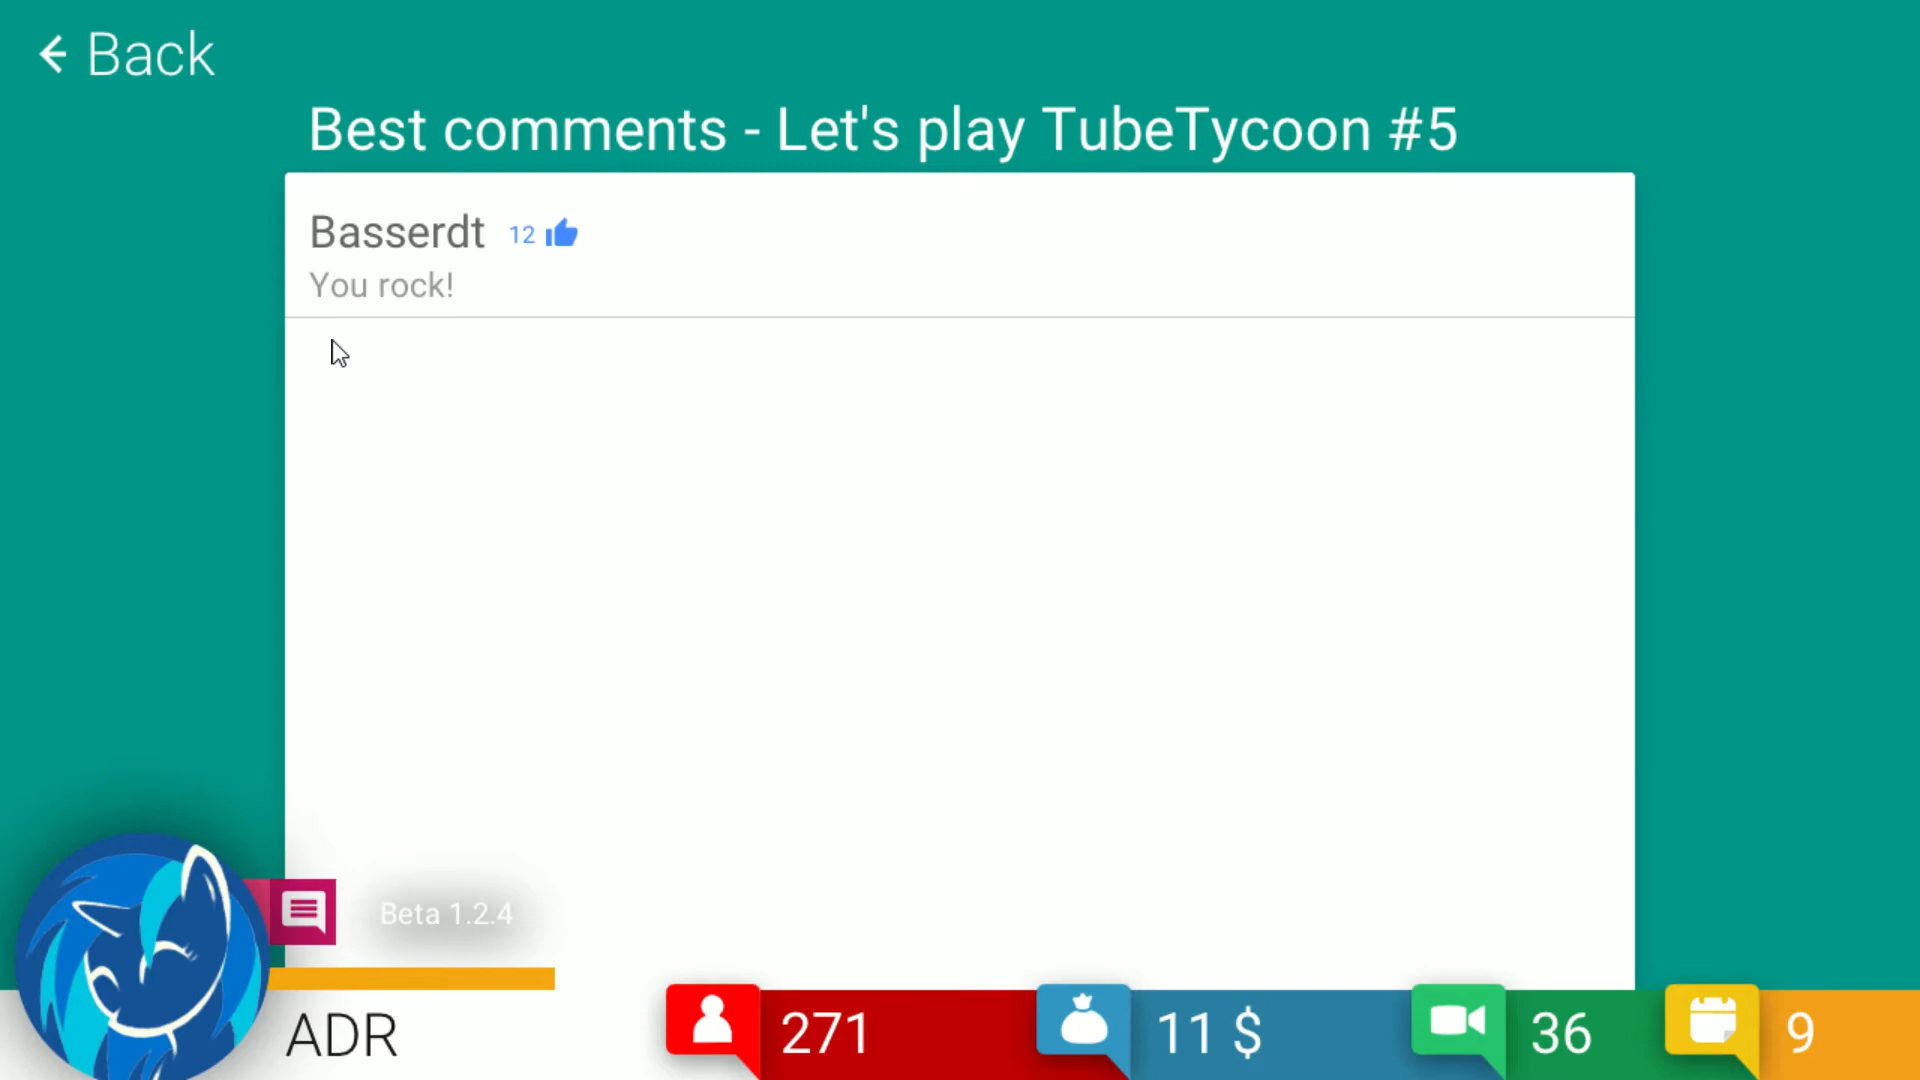 Back
Best comments - Let's play TubeTycoon #5
Basserdt 12
You rock!
Beta 1.2.4
ADR
271
11 $
36
9